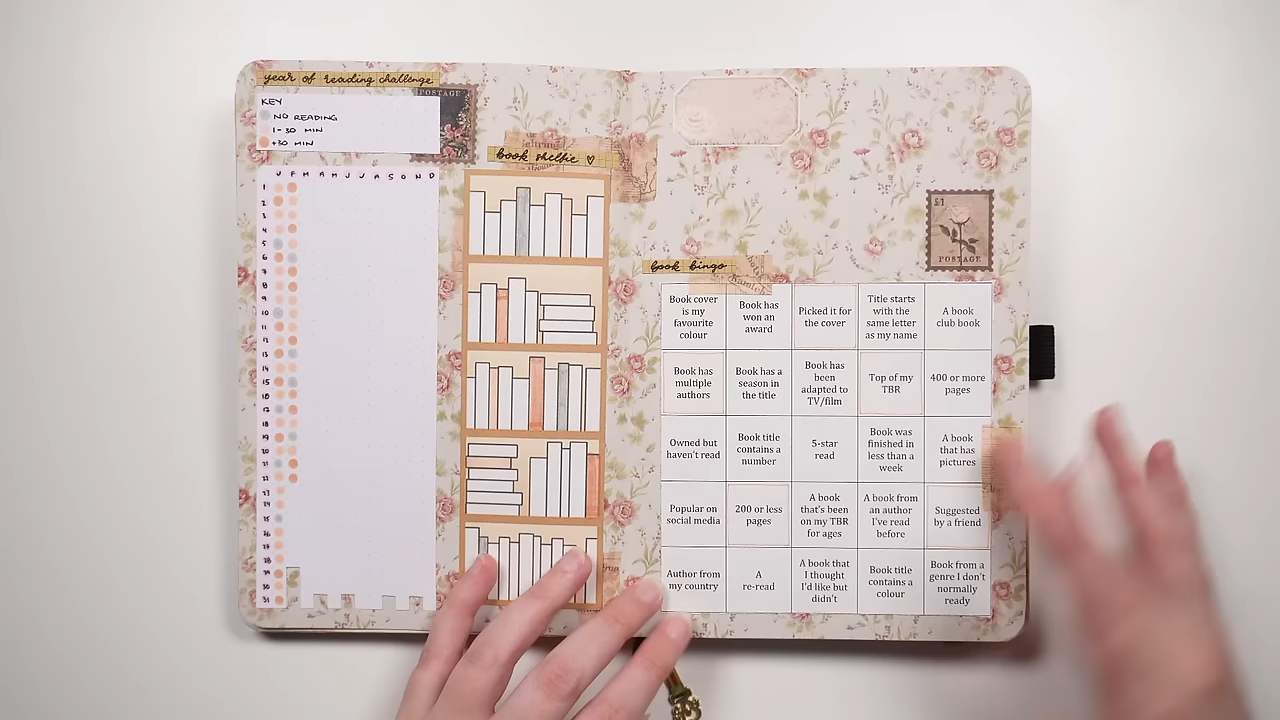 year of reading challenge
POSTAGE
KEY
NO READING
1-30 MIN
+30 MIN
J F M A M J J A S O N D
1
2
3
4
5
6
7
8
9
10
11
12
13
14
15
16
17
18
19
20
21
22
23
24
25
26
27
28
29
30
31
book shelfie
£1
POSTAGE
book bingo
Book cover
is my
favourite
colour
Book has
won an
award
Picked it for
the cover
Title starts
with the
same letter
as my name
A book
club book
Book has
multiple
authors
Book has a
season in
the title
Book has
been
adapted to
TV/film
Top of my
TBR
400 or more
pages
Owned but
haven't read
Book title
contains a
number
5-star
read
Book was
finished in
less than a
week
A book
that has
pictures
Popular on
social media
200 or less
pages
A book
that's been
on my TBR
for ages
A book from
an author
I've read
before
Suggested
by a friend
Author from
my country
A
re-read
A book that
I thought
I'd like but
didn't
Book title
contains a
colour
Book from a
genre I don't
normally
ready